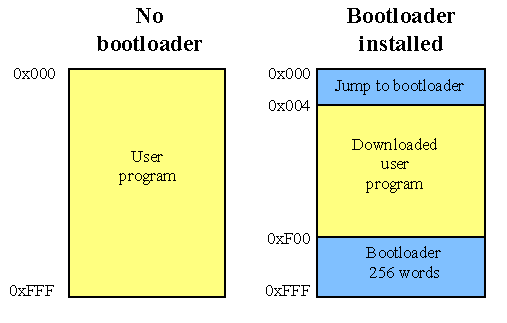 No
bootloader
0x000
User
program
0xFFF
Bootloader
installed
0x000
Jump to bootloader
0x004
Downloaded
user
program
0xF00
Bootloader
256 words
0xFFF